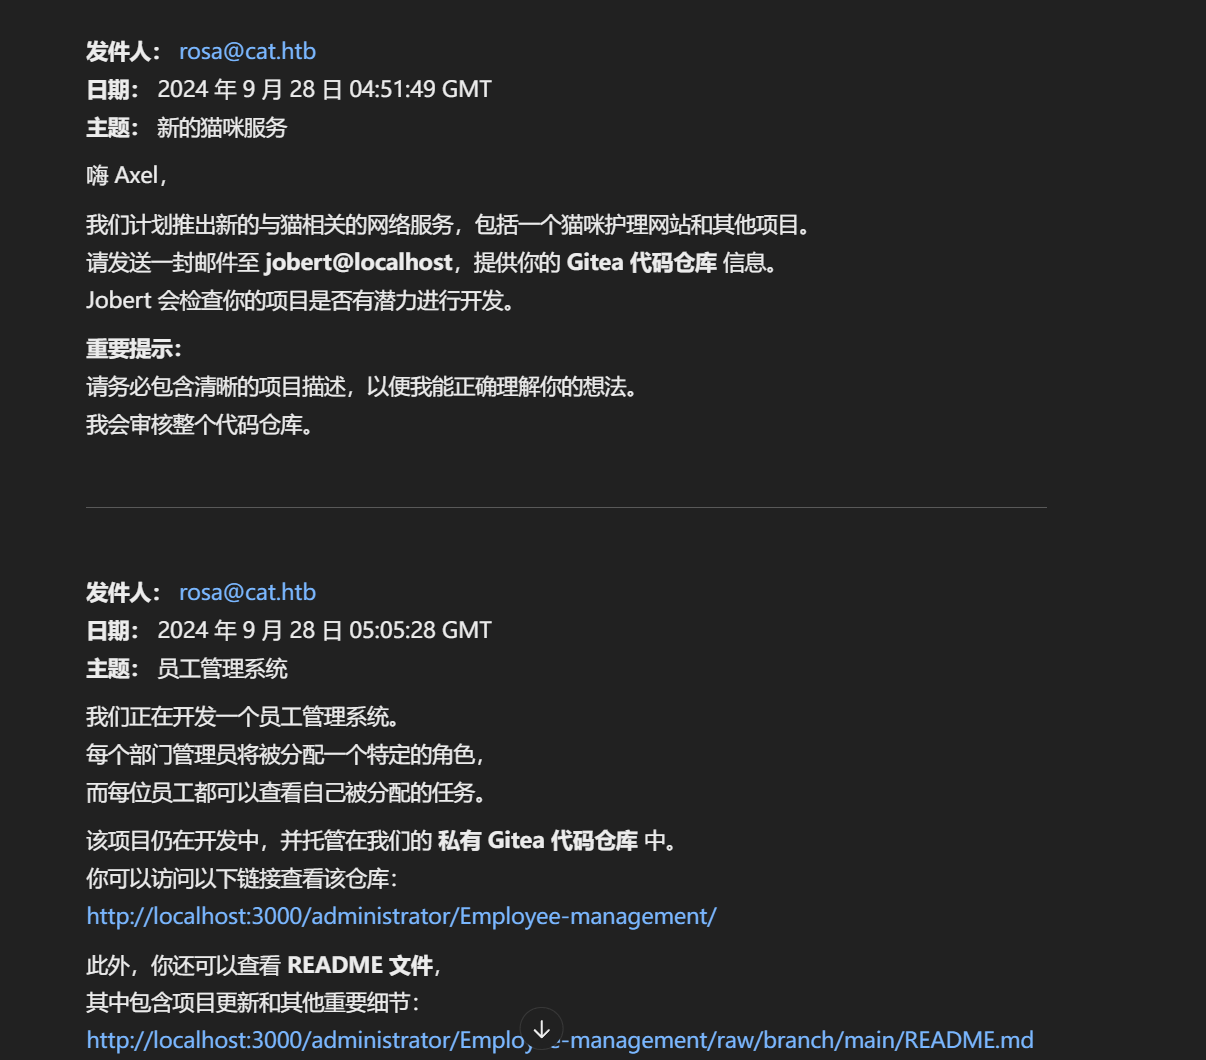 发件人： rosa@cat.htb
日期： 2024 年 9 月 28 日 04:51:49 GMT
主题： 新的猫咪服务
嗨 Axel，
我们计划推出新的与猫相关的网络服务，包括一个猫咪护理网站和其他项目。
请发送一封邮件至 jobert@localhost，提供你的 Gitea 代码仓库 信息。
Jobert 会检查你的项目是否有潜力进行开发。
重要提示：
请务必包含清晰的项目描述，以便我能正确理解你的想法。
我会审核整个代码仓库。
发件人： rosa@cat.htb
日期： 2024 年 9 月 28 日 05:05:28 GMT
主题： 员工管理系统
我们正在开发一个员工管理系统。
每个部门管理员将被分配一个特定的角色，
而每位员工都可以查看自己被分配的任务。
该项目仍在开发中，并托管在我们的 私有 Gitea 代码仓库 中。
你可以访问以下链接查看该仓库：
http://localhost:3000/administrator/Employee-management/
此外，你还可以查看 README 文件，
其中包含项目更新和其他重要细节：
http://localhost:3000/administrator/Employee-management/raw/branch/main/README.md